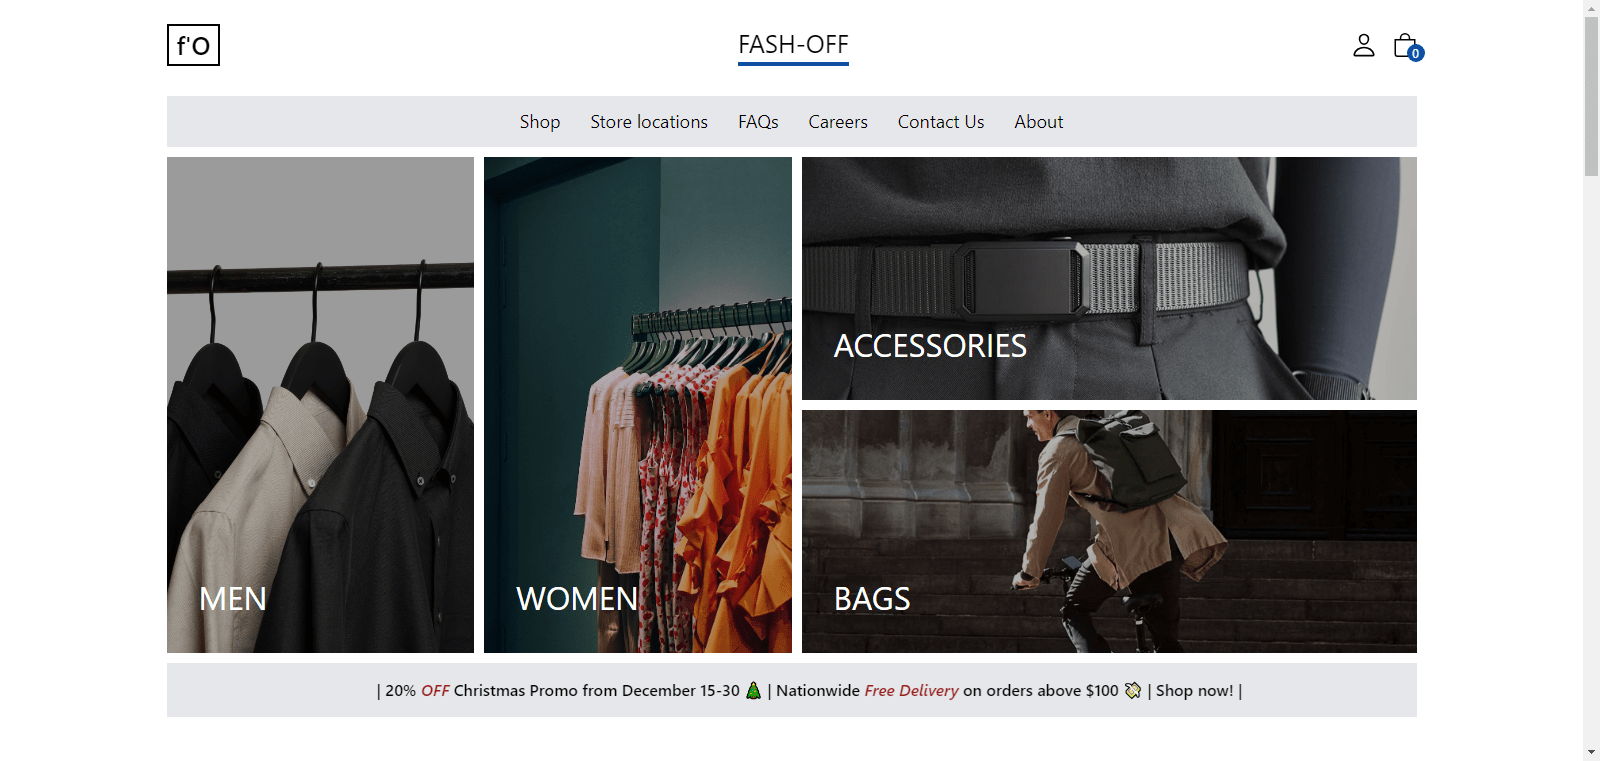 f'O
FASH-OFF
0
Shop Store locations FAQs Careers Contact Us About
ACCESSORIES
MEN
WOMEN
BAGS
| 20% OFF Christmas Promo from December 15-30 🎄 | Nationwide Free Delivery on orders above $100 💸 | Shop now! |